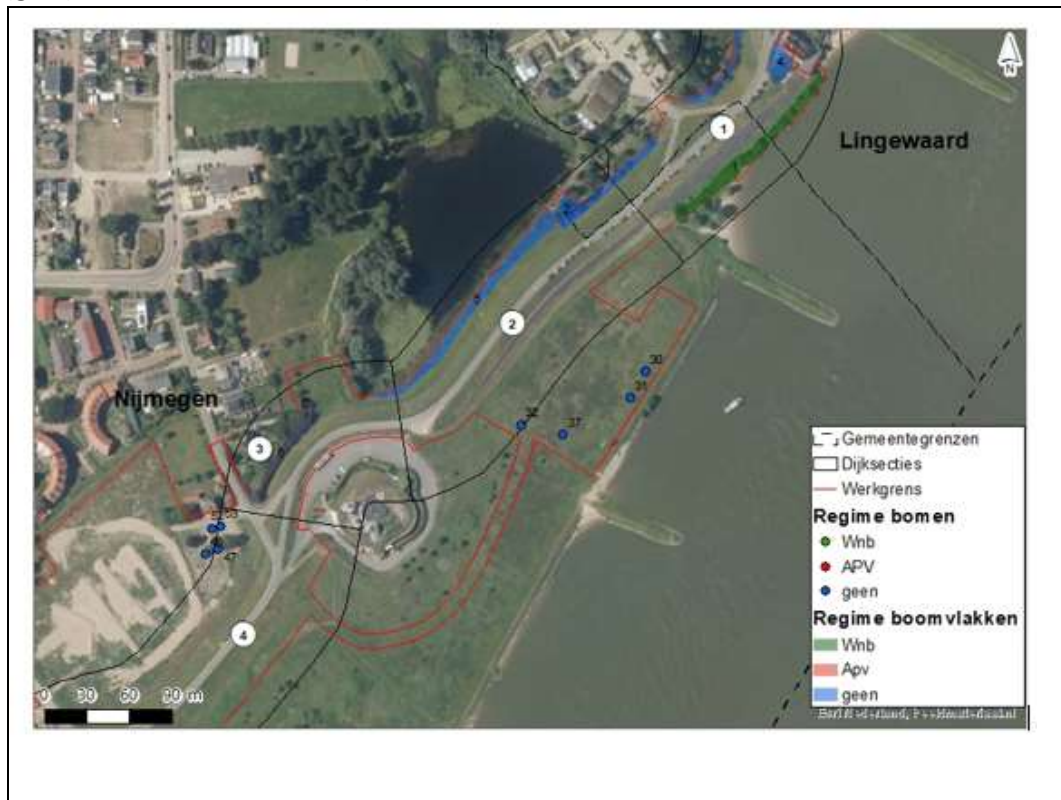 N
1
Lingewaard
2
30
31
32
37
Nijmegen
3
47
4
0 30 60 90 m
Gemeentegrenzen
Dijksecties
Werkgrens
Regime bomen
Wnb
APV
geen
Regime boomvlakken
Wnb
Apv
geen